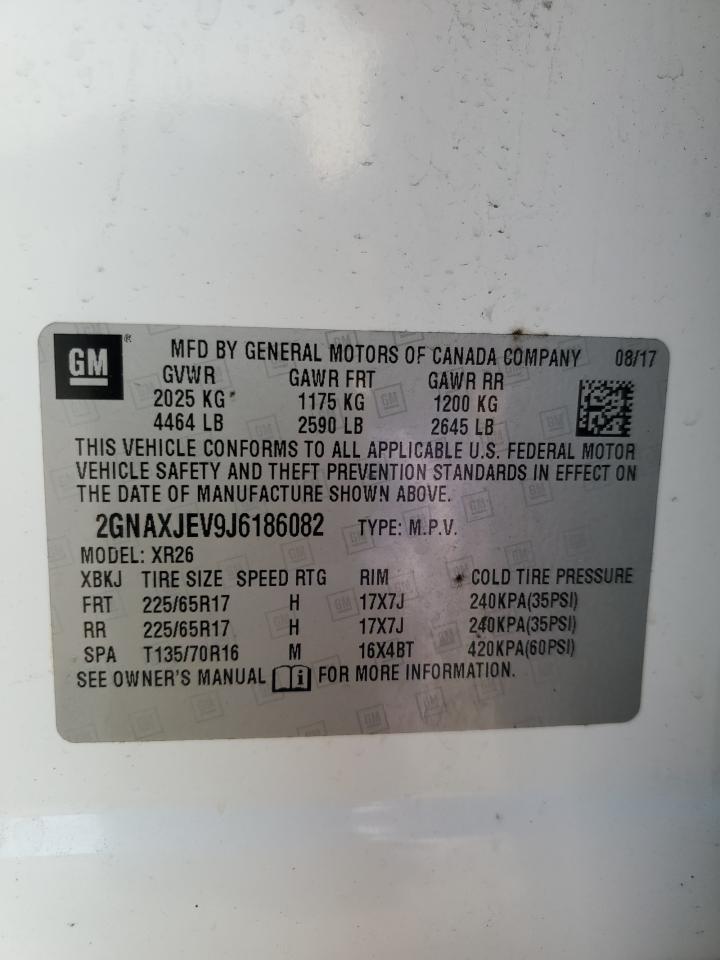 GM ® MFD BY GENERAL MOTORS OF CANADA COMPANY 08/17
GVWR GAWR FRT GAWR RR
2025 KG 1175 KG 1200 KG
4464 LB 2590 LB 2645 LB
THIS VEHICLE CONFORMS TO ALL APPLICABLE U.S. FEDERAL MOTOR
VEHICLE SAFETY AND THEFT PREVENTION STANDARDS IN EFFECT ON
THE DATE OF MANUFACTURE SHOWN ABOVE.
2GNAXJEV9J6186082 TYPE: M.P.V.
MODEL: XR26
XBKJ TIRE SIZE SPEED RTG RIM COLD TIRE PRESSURE
FRT 225/65R17 H 17X7J 240KPA(35PSI)
RR 225/65R17 H 17X7J 240KPA(35PSI)
SPA T135/70R16 M 16X4BT 420KPA(60PSI)
SEE OWNER'S MANUAL i FOR MORE INFORMATION.